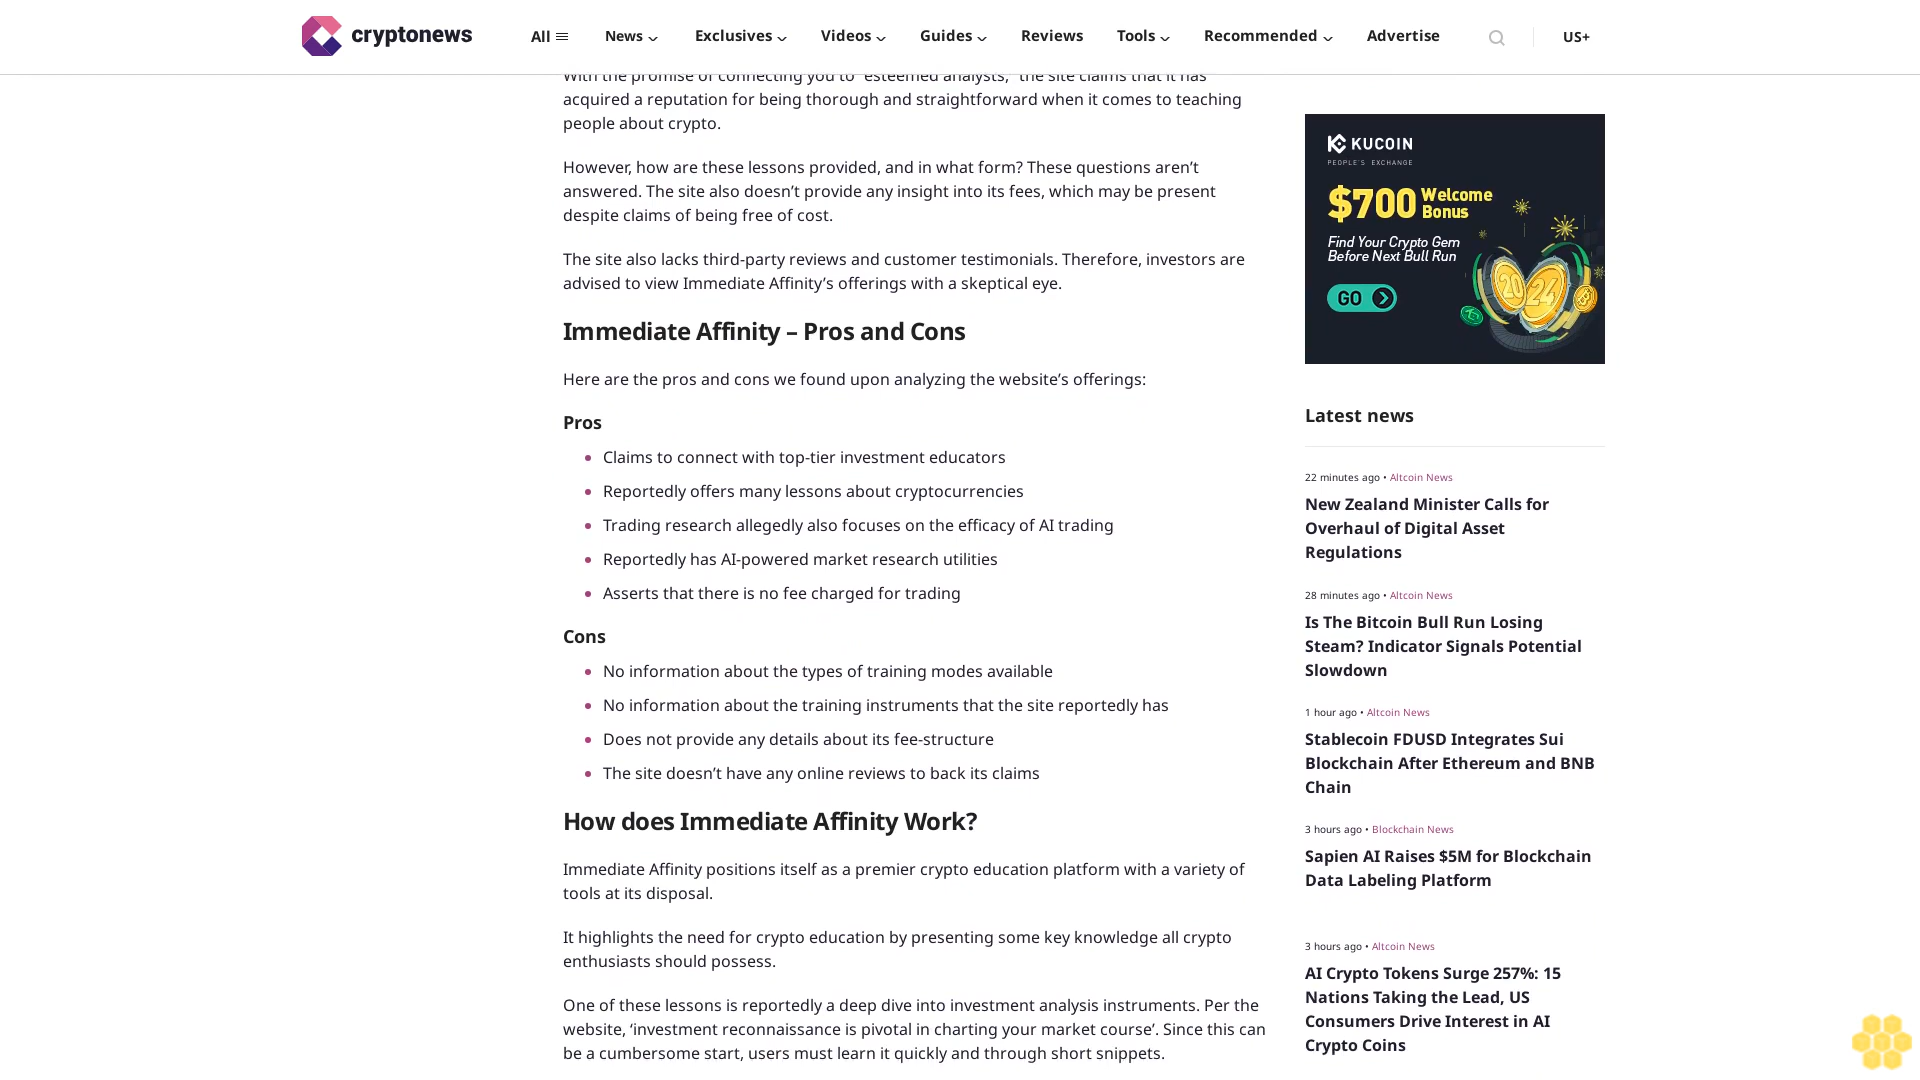 cryptonews
All
News
Exclusives
Videos
Guides
Reviews
Tools
Recommended
Advertise
US+
With the promise of connecting you to “esteemed analysts,” the site claims that it has
acquired a reputation for being thorough and straightforward when it comes to teaching
people about crypto.
However, how are these lessons provided, and in what form? These questions aren’t
answered. The site also doesn’t provide any insight into its fees, which may be present
despite claims of being free of cost.
The site also lacks third-party reviews and customer testimonials. Therefore, investors are
advised to view Immediate Affinity’s offerings with a skeptical eye.
Immediate Affinity – Pros and Cons
Here are the pros and cons we found upon analyzing the website’s offerings:
Pros
Claims to connect with top-tier investment educators
Reportedly offers many lessons about cryptocurrencies
Trading research allegedly also focuses on the efficacy of AI trading
Reportedly has AI-powered market research utilities
Asserts that there is no fee charged for trading
Cons
No information about the types of training modes available
No information about the training instruments that the site reportedly has
Does not provide any details about its fee-structure
The site doesn’t have any online reviews to back its claims
How does Immediate Affinity Work?
Immediate Affinity positions itself as a premier crypto education platform with a variety of
tools at its disposal.
It highlights the need for crypto education by presenting some key knowledge all crypto
enthusiasts should possess.
One of these lessons is reportedly a deep dive into investment analysis instruments. Per the
website, ‘investment reconnaissance is pivotal in charting your market course’. Since this can
be a cumbersome start, users must learn it quickly and through short snippets.
KUCOIN
PEOPLE'S EXCHANGE
$700 Welcome
Bonus
Find Your Crypto Gem
Before Next Bull Run
GO
20 24
Latest news
22 minutes ago • Altcoin News
New Zealand Minister Calls for
Overhaul of Digital Asset
Regulations
28 minutes ago • Altcoin News
Is The Bitcoin Bull Run Losing
Steam? Indicator Signals Potential
Slowdown
1 hour ago • Altcoin News
Stablecoin FDUSD Integrates Sui
Blockchain After Ethereum and BNB
Chain
3 hours ago • Blockchain News
Sapien AI Raises $5M for Blockchain
Data Labeling Platform
3 hours ago • Altcoin News
AI Crypto Tokens Surge 257%: 15
Nations Taking the Lead, US
Consumers Drive Interest in AI
Crypto Coins